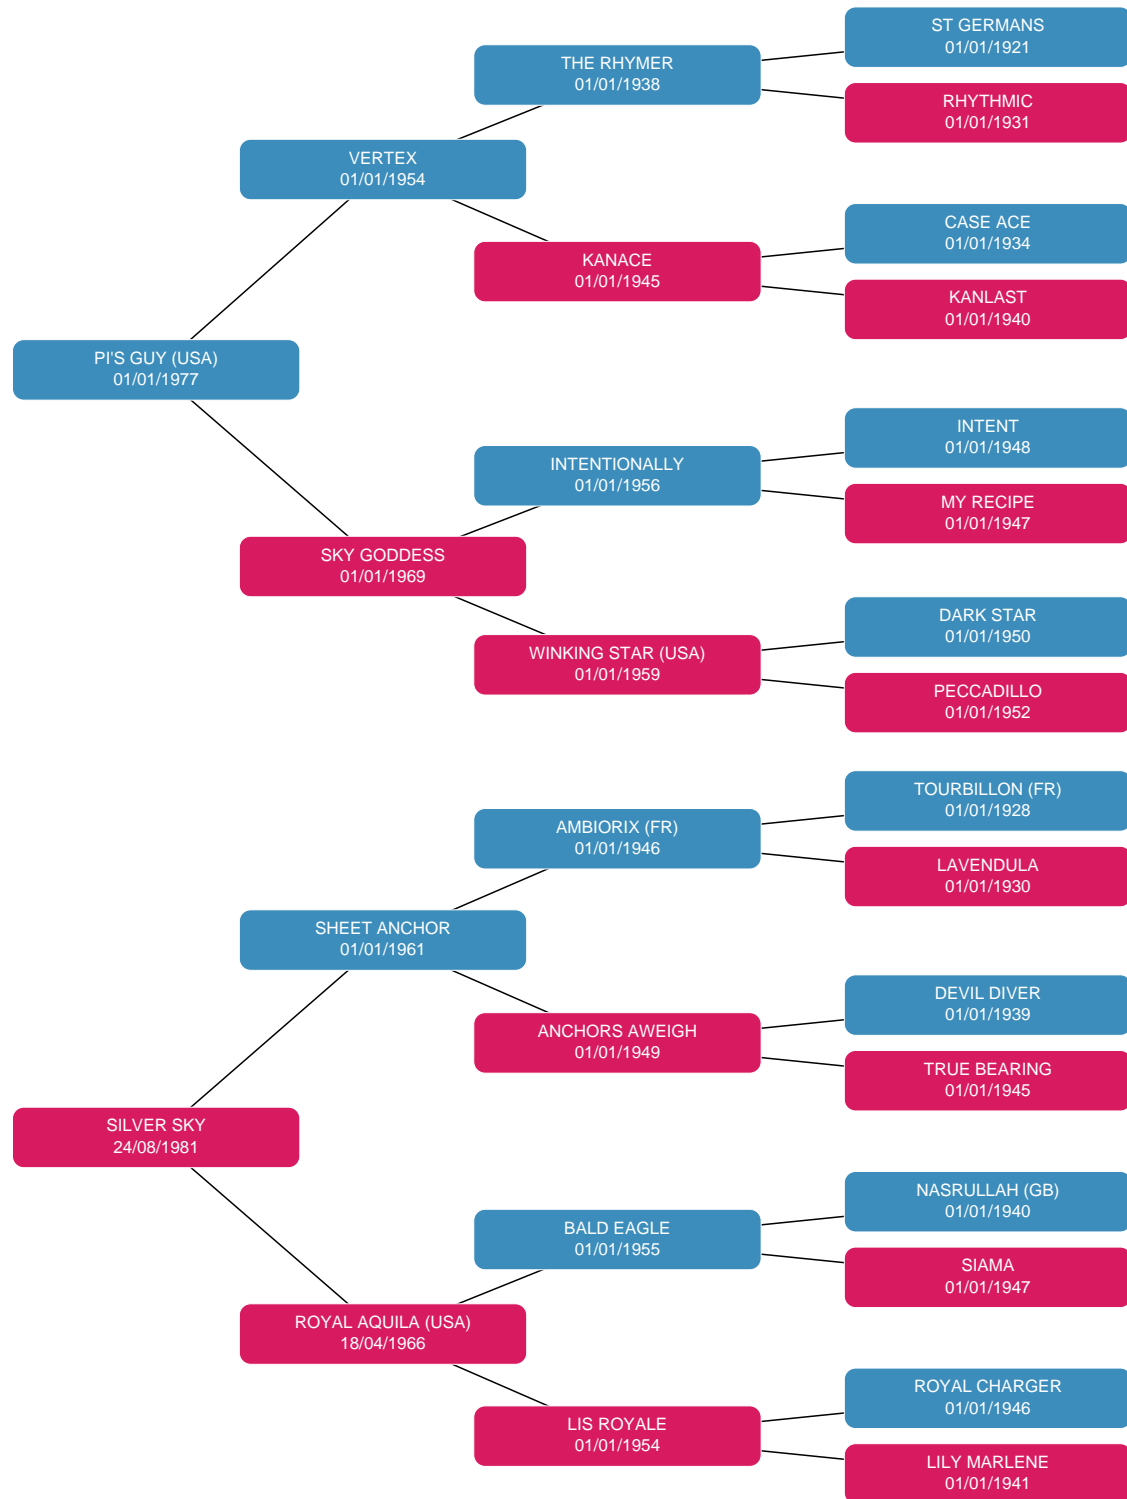 ST GERMANS
01/01/1921
THE RHYMER
01/01/1938
RHYTHMIC
01/01/1931
VERTEX
01/01/1954
CASE ACE
01/01/1934
KANACE
01/01/1945
KANLAST
01/01/1940
PI'S GUY (USA)
01/01/1977
INTENT
01/01/1948
INTENTIONALLY
01/01/1956
MY RECIPE
01/01/1947
SKY GODDESS
01/01/1969
DARK STAR
01/01/1950
WINKING STAR (USA)
01/01/1959
PECCADILLO
01/01/1952
TOURBILLON (FR)
01/01/1928
AMBIORIX (FR)
01/01/1946
LAVENDULA
01/01/1930
SHEET ANCHOR
01/01/1961
DEVIL DIVER
01/01/1939
ANCHORS AWEIGH
01/01/1949
TRUE BEARING
01/01/1945
SILVER SKY
24/08/1981
NASRULLAH (GB)
01/01/1940
BALD EAGLE
01/01/1955
SIAMA
01/01/1947
ROYAL AQUILA (USA)
18/04/1966
ROYAL CHARGER
01/01/1946
LIS ROYALE
01/01/1954
LILY MARLENE
01/01/1941